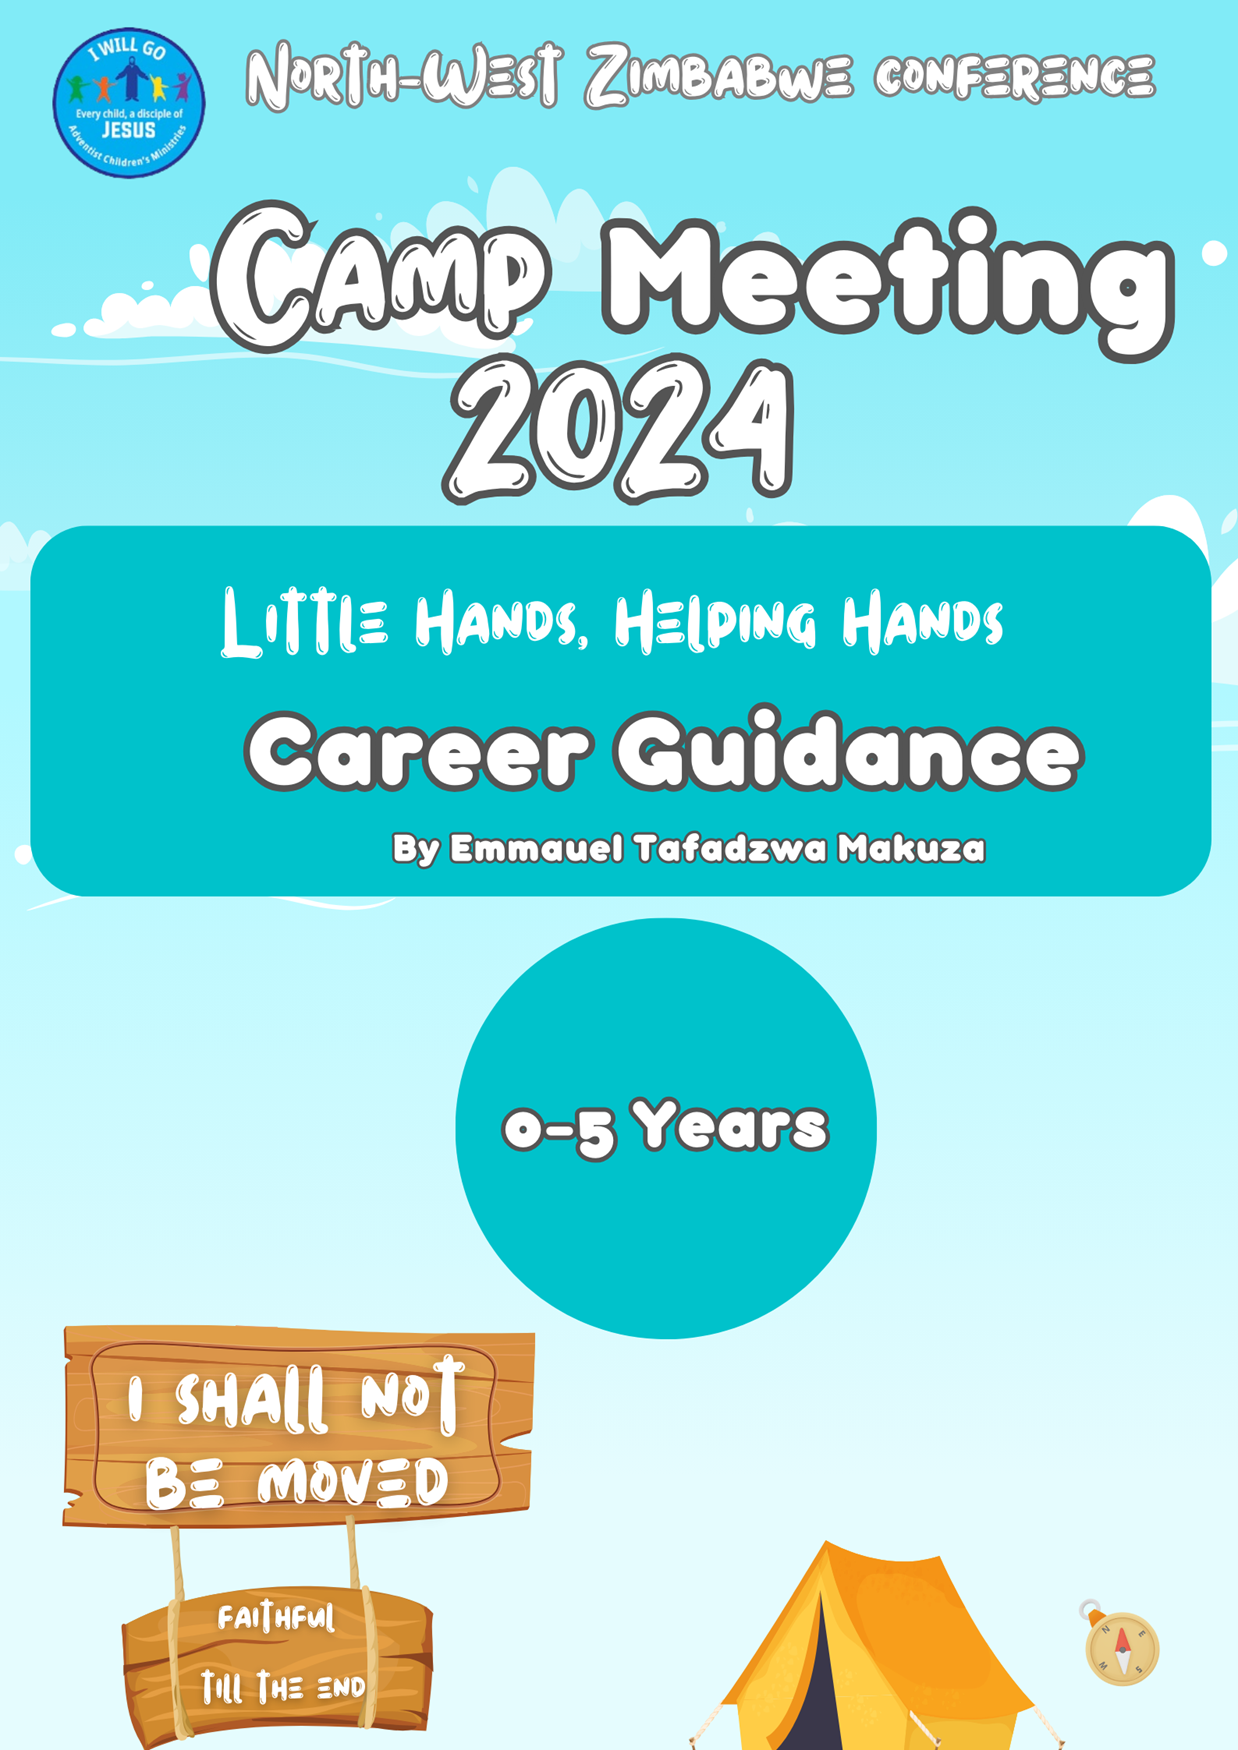 I WILL GO
Every child, a disciple of
JESUS
Adventist Children's Ministries
North-West Zimbabwe conference
Camp Meeting
2024
Little Hands, Helping Hands
Career Guidance
By Emmauel Tafadzwa Makuza
0-5 Years
I SHALL NOT
BE MOVED
FAITHFUL
TILL THE END
N
E
W
S